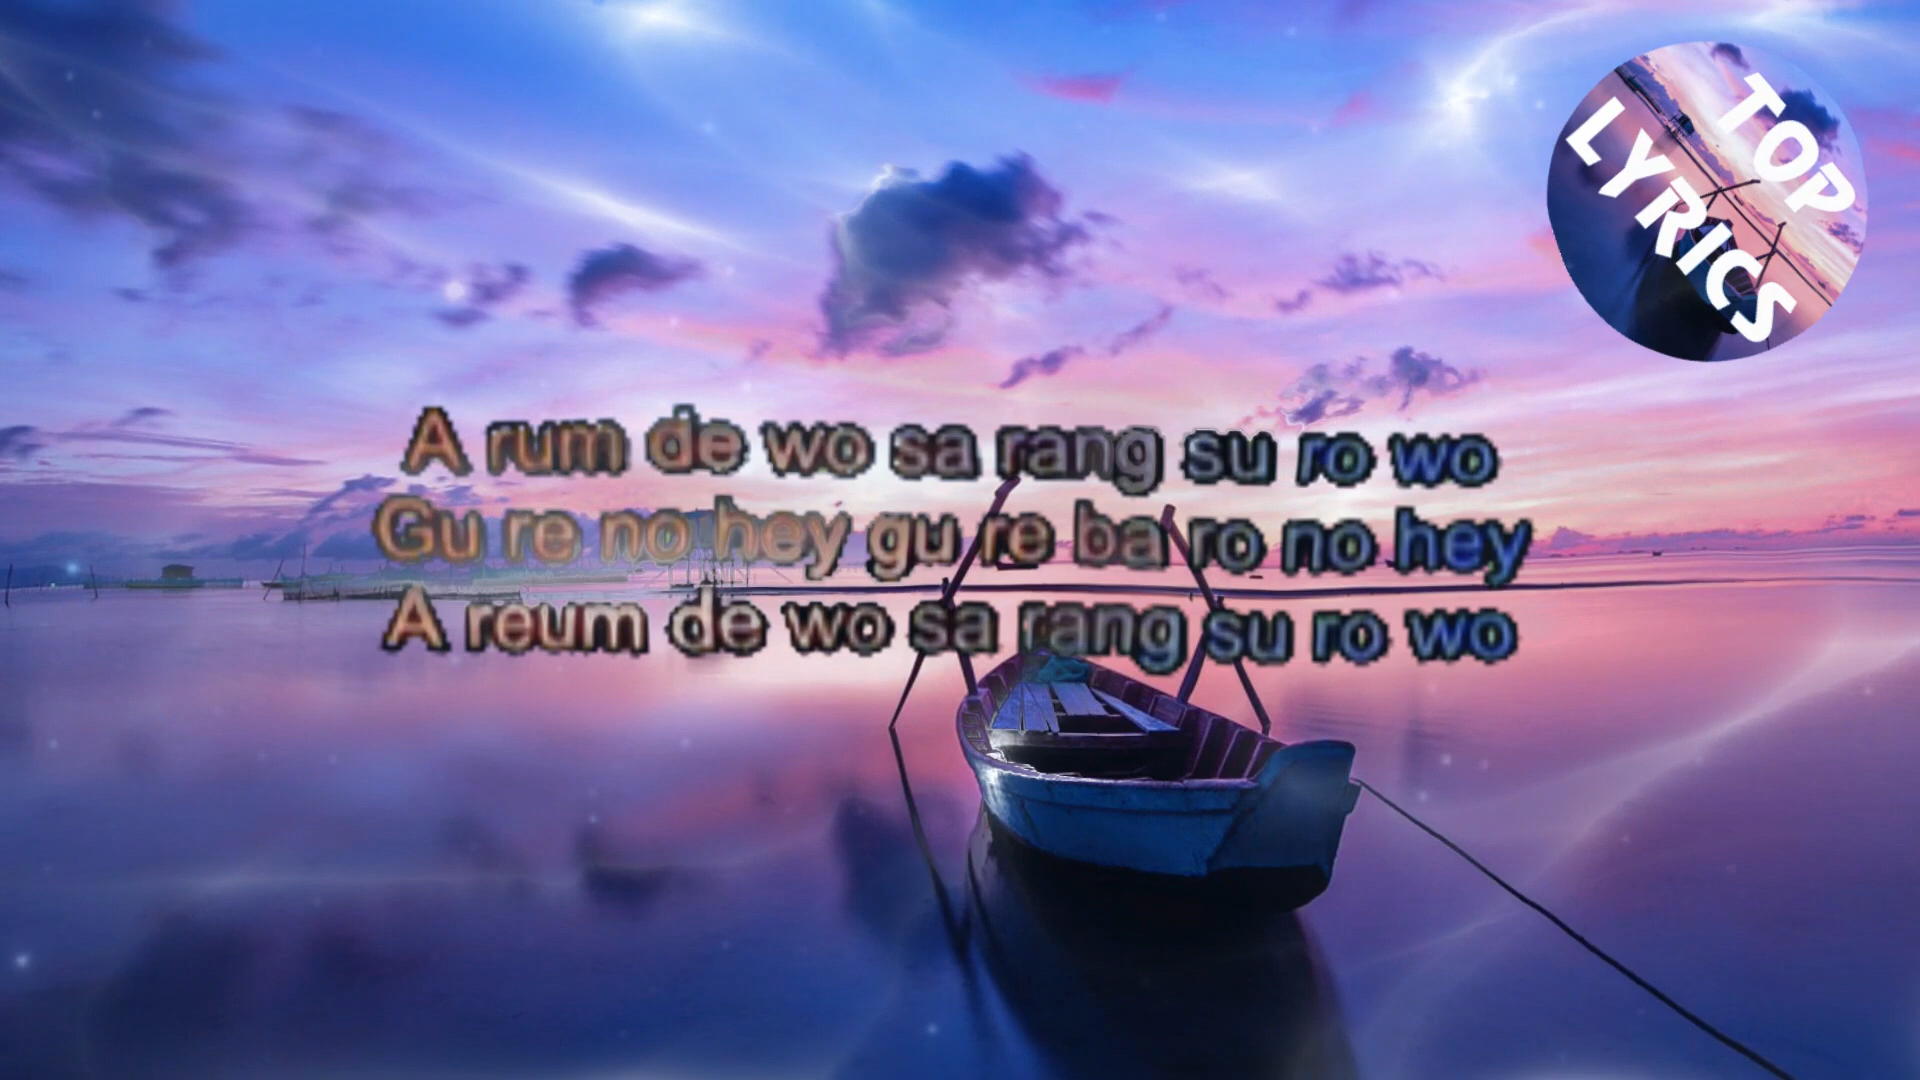 TOP
LYRICS
A rum de wo sa rang su ro wo
Gu re no hey gu re ba ro no hey
A reum de wo sa rang su ro wo